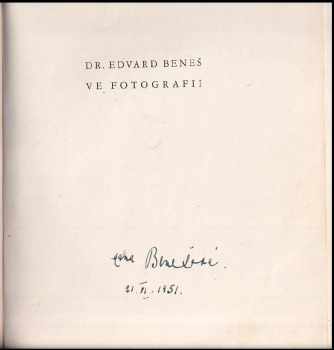 DR. EDVARD BENEŠ
VE FOTOGRAFII
Benešová.
21. VI. 1951.